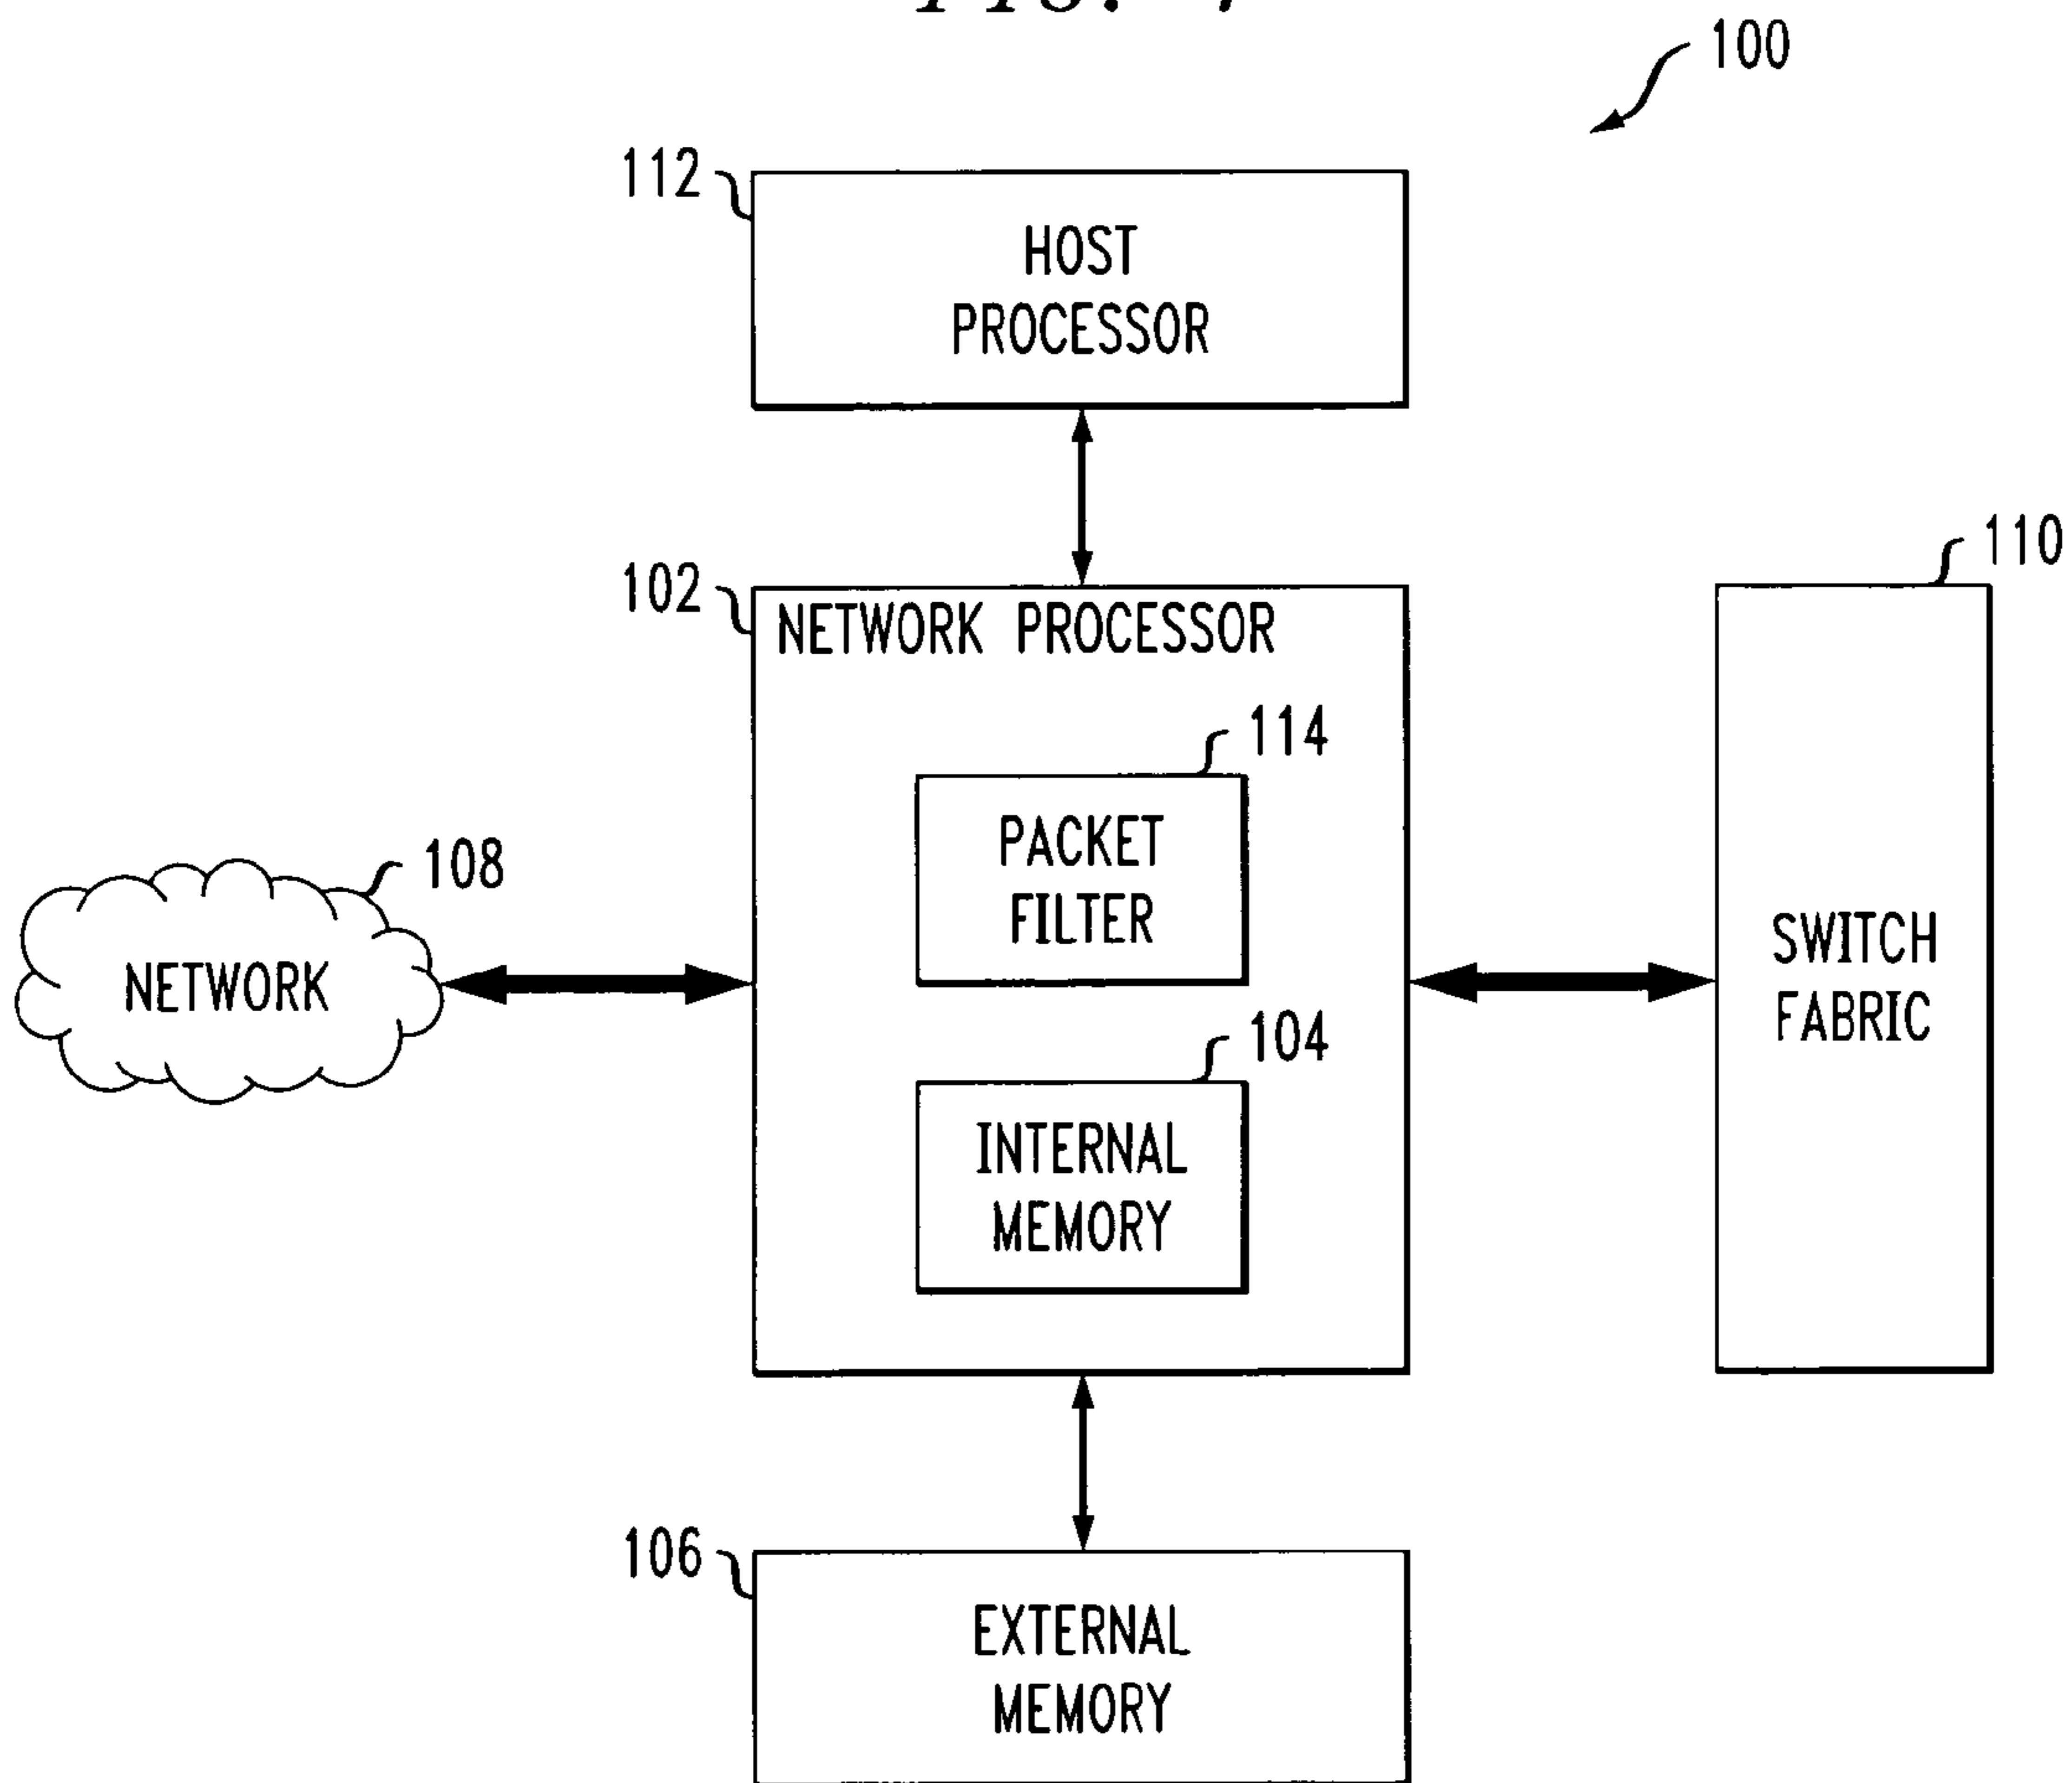 100
112
HOST
PROCESSOR
110
102
NETWORK PROCESSOR
114
PACKET
FILTER
108
NETWORK
SWITCH
FABRIC
104
INTERNAL
MEMORY
106
EXTERNAL
MEMORY